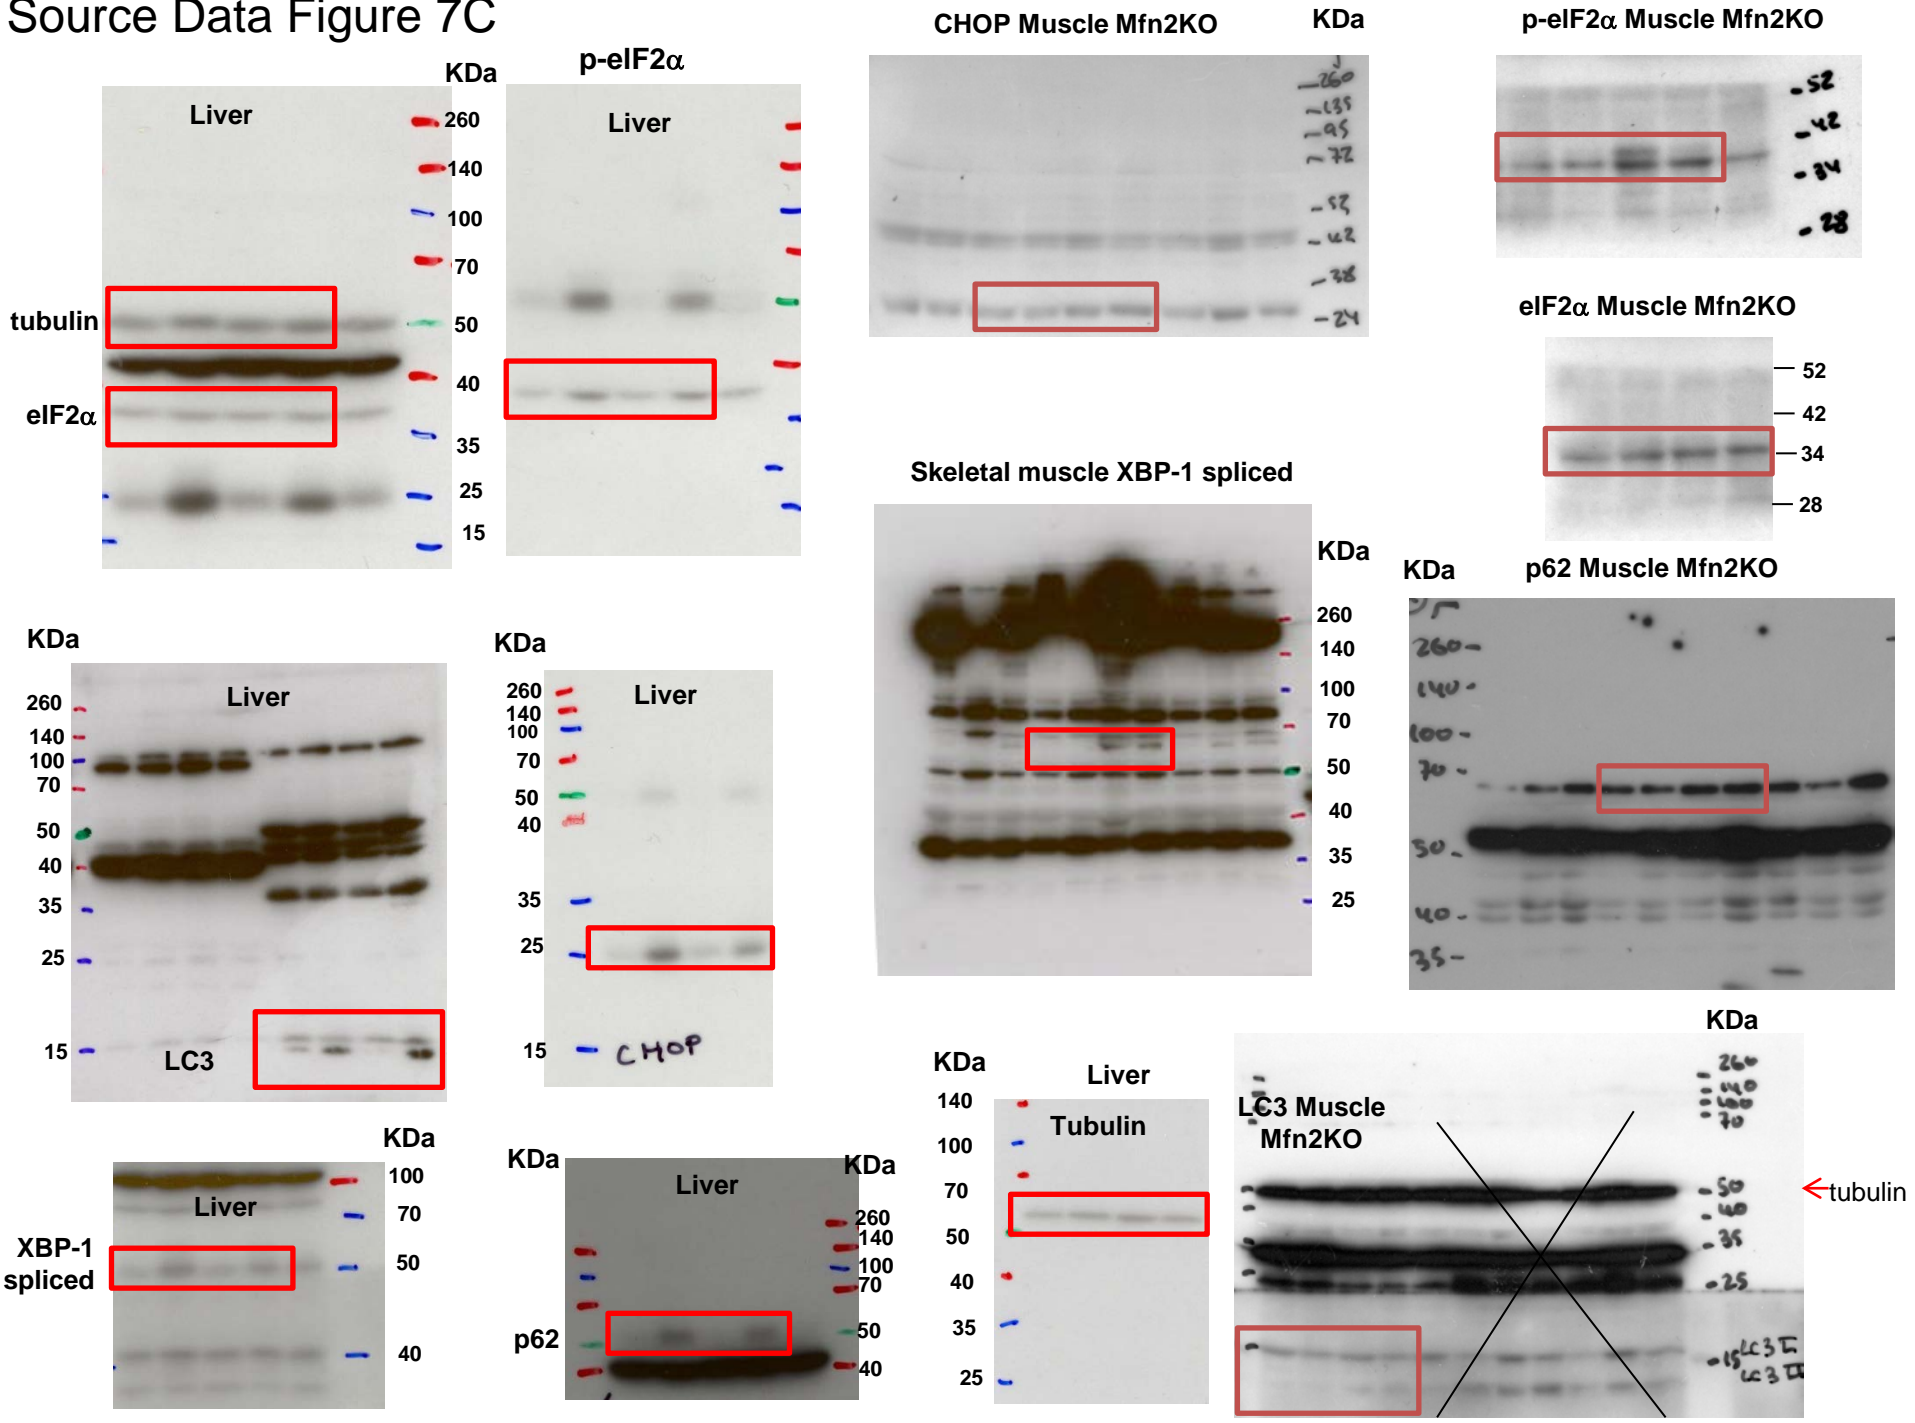 Source Data Figure 7C
KDa
Liver
260
140
100
70
50
40
35
25
15
tubulin
eIF2α
p-eIF2α
Liver
CHOP Muscle Mfn2KO
KDa
260
135
95
72
52
42
38
24
p-eIF2α Muscle Mfn2KO
52
42
34
28
eIF2α Muscle Mfn2KO
52
42
34
28
Skeletal muscle XBP-1 spliced
KDa
260
140
100
70
50
40
35
25
KDa
p62 Muscle Mfn2KO
260
140
100
70
50
40
35
KDa
Liver
260
140
100
70
50
40
35
25
15
LC3
KDa
Liver
260
140
100
70
50
40
35
25
15
CHOP
KDa
Liver
100
70
50
40
XBP-1
spliced
KDa
Liver
KDa
260
140
100
70
50
40
p62
KDa
Liver
Tubulin
140
100
70
50
40
35
25
KDa
LC3 Muscle
Mfn2KO
260
140
100
70
50
40
35
25
15
LC3 I
LC3 II
tubulin